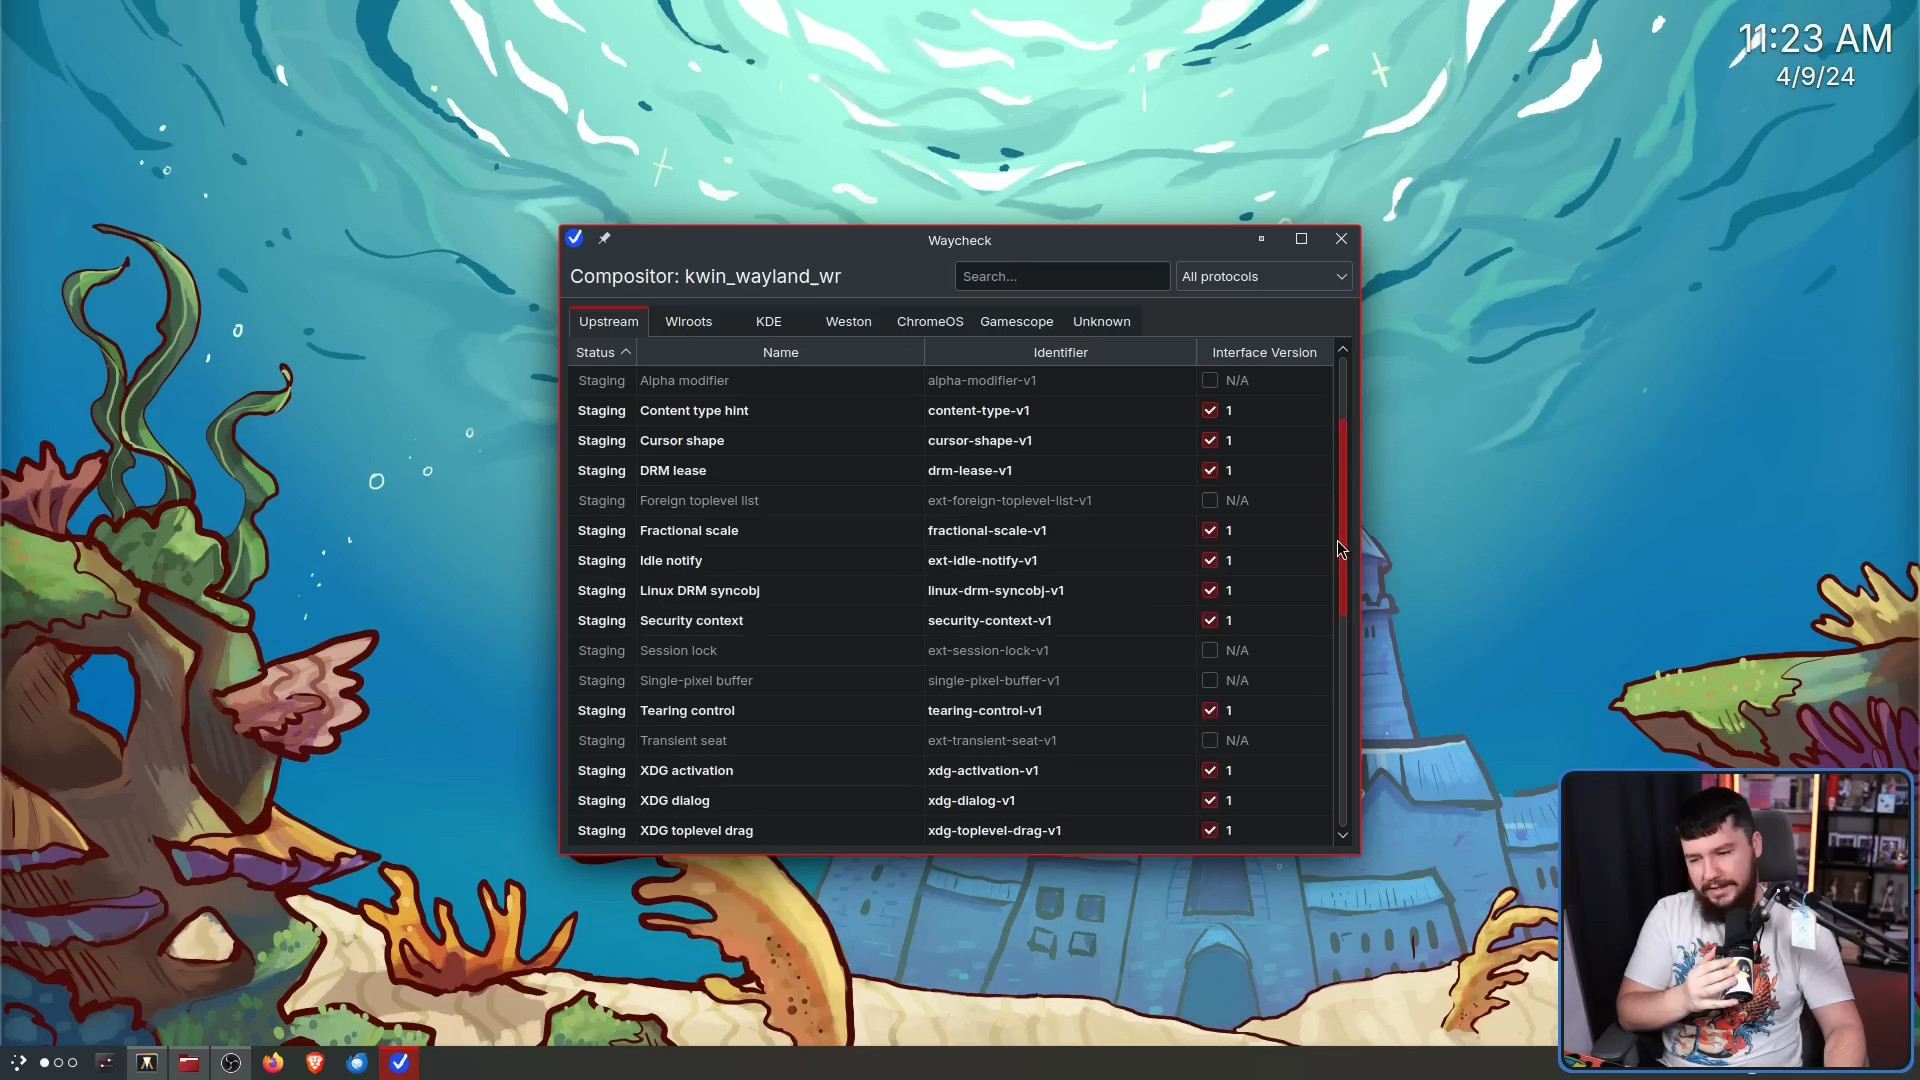 11:23 AM
4/9/24
Waycheck
Compositor: kwin_wayland_wr
Search...
All protocols
Upstream Wlroots KDE Weston ChromeOS Gamescope Unknown
Status Name Identifier Interface Version
Staging Alpha modifier alpha-modifier-v1 N/A
Staging Content type hint content-type-v1 1
Staging Cursor shape cursor-shape-v1 1
Staging DRM lease drm-lease-v1 1
Staging Foreign toplevel list ext-foreign-toplevel-list-v1 N/A
Staging Fractional scale fractional-scale-v1 1
Staging Idle notify ext-idle-notify-v1 1
Staging Linux DRM syncobj linux-drm-syncobj-v1 1
Staging Security context security-context-v1 1
Staging Session lock ext-session-lock-v1 N/A
Staging Single-pixel buffer single-pixel-buffer-v1 N/A
Staging Tearing control tearing-control-v1 1
Staging Transient seat ext-transient-seat-v1 N/A
Staging XDG activation xdg-activation-v1 1
Staging XDG dialog xdg-dialog-v1 1
Staging XDG toplevel drag xdg-toplevel-drag-v1 1